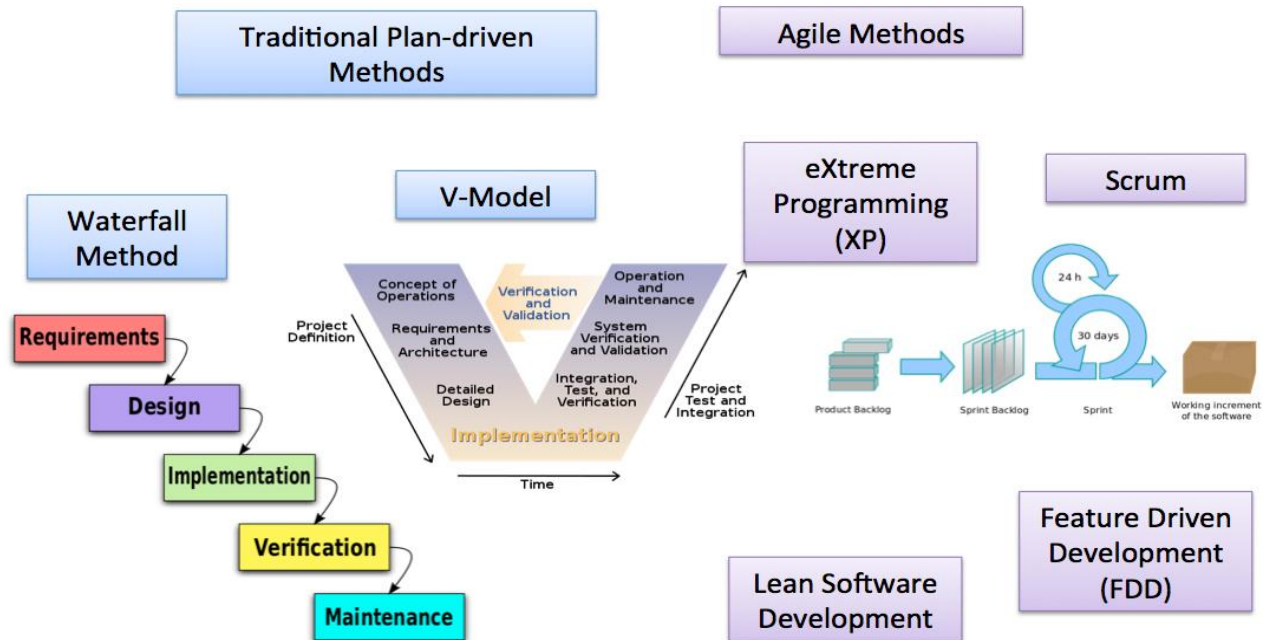 Traditional Plan-driven
Methods
Agile Methods
Waterfall
Method
V-Model
eXtreme
Programming
(XP)
Scrum
Requirements
Design
Implementation
Verification
Maintenance
Project
Definition
Concept of
Operations
Requirements
and
Architecture
Detailed
Design
Verification
and
Validation
Operation
and
Maintenance
System
Verification
and Validation
Integration,
Test, and
Verification
Implementation
Project
Test and
Integration
Time
24 h
30 days
Product Backlog
Sprint Backlog
Sprint
Working increment
of the software
Lean Software
Development
Feature Driven
Development
(FDD)